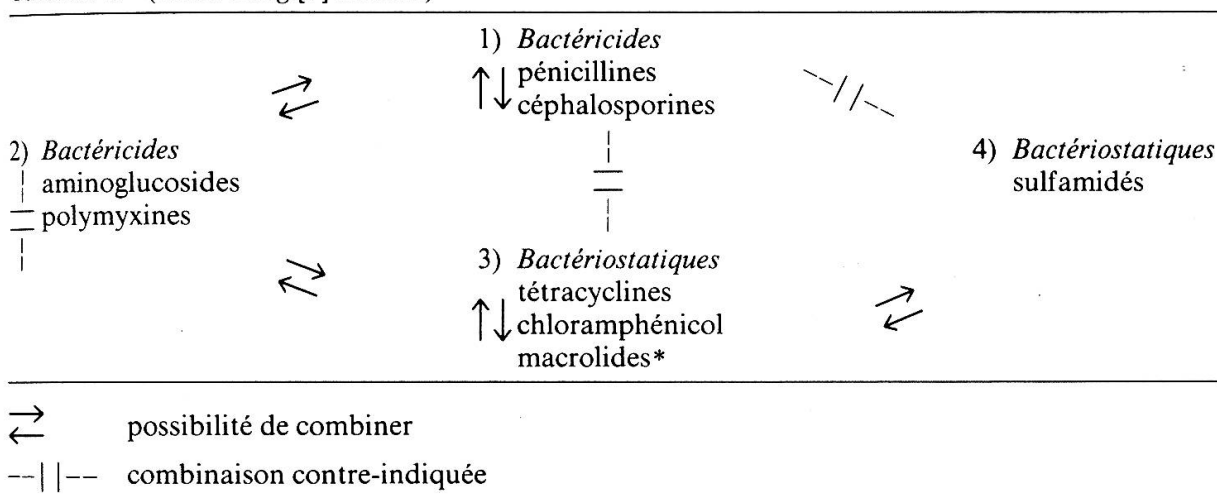 1) Bactéricides
pénicillines
céphalosporines
2) Bactéricides
aminoglucosides
polymyxines
3) Bactériostatiques
tétracyclines
chloramphénicol
macrolides*
4) Bactériostatiques
sulfamidés
possibilité de combiner
combinaison contre-indiquée